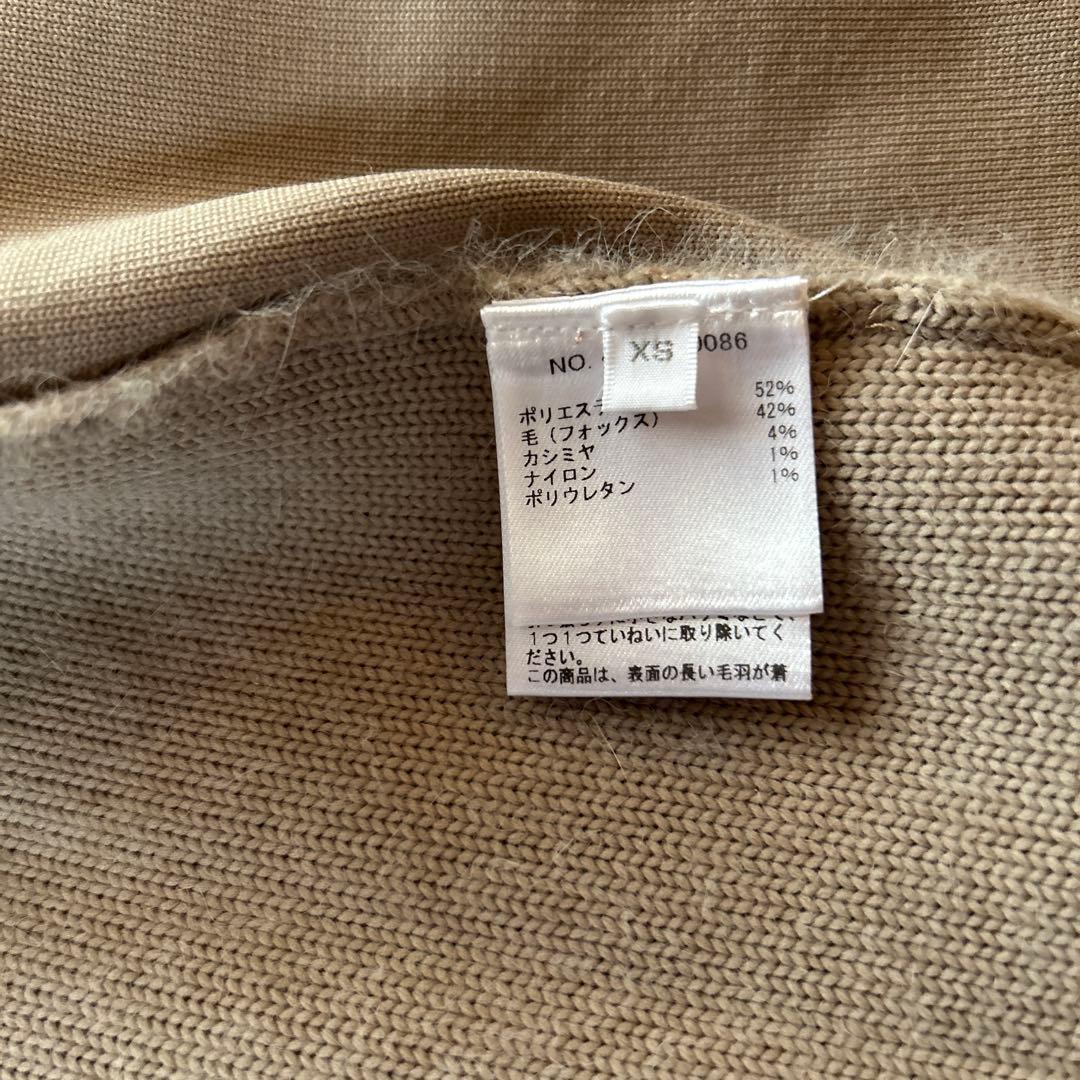 XS
NO. 0086
ポリエステ 52%
毛（フォックス） 42%
カシミヤ 4%
ナイロン 1%
ポリウレタン 1%
1つ1つていねいに取り除いてく
ださい。
この商品は、表面の長い毛羽が着